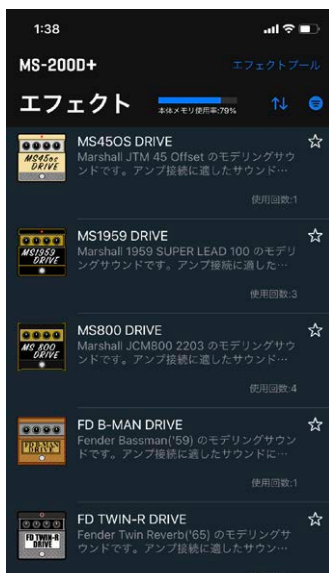 1:38
MS-200D+
エフェクトプール
エフェクト
本体メモリ使用率:79%
MS45os
DRIVE
MS45OS DRIVE
Marshall JTM 45 Offset のモデリングサウ
ンドです。アンプ接続に適したサウンド…
使用回数:1
MS1959
DRIVE
MS1959 DRIVE
Marshall 1959 SUPER LEAD 100 のモデリ
ングサウンドです。アンプ接続に適した…
使用回数:3
MS 800
DRIVE
MS800 DRIVE
Marshall JCM800 2203 のモデリングサウ
ンドです。アンプ接続に適したサウンド…
使用回数:4
FD B-MAN DRIVE
Fender Bassman('59) のモデリングサウン
ドです。アンプ接続に適したサウンドに…
使用回数:1
FD TWIN-R
DRIVE
FD TWIN-R DRIVE
Fender Twin Reverb('65) のモデリングサ
ウンドです。アンプ接続に適したサウン…